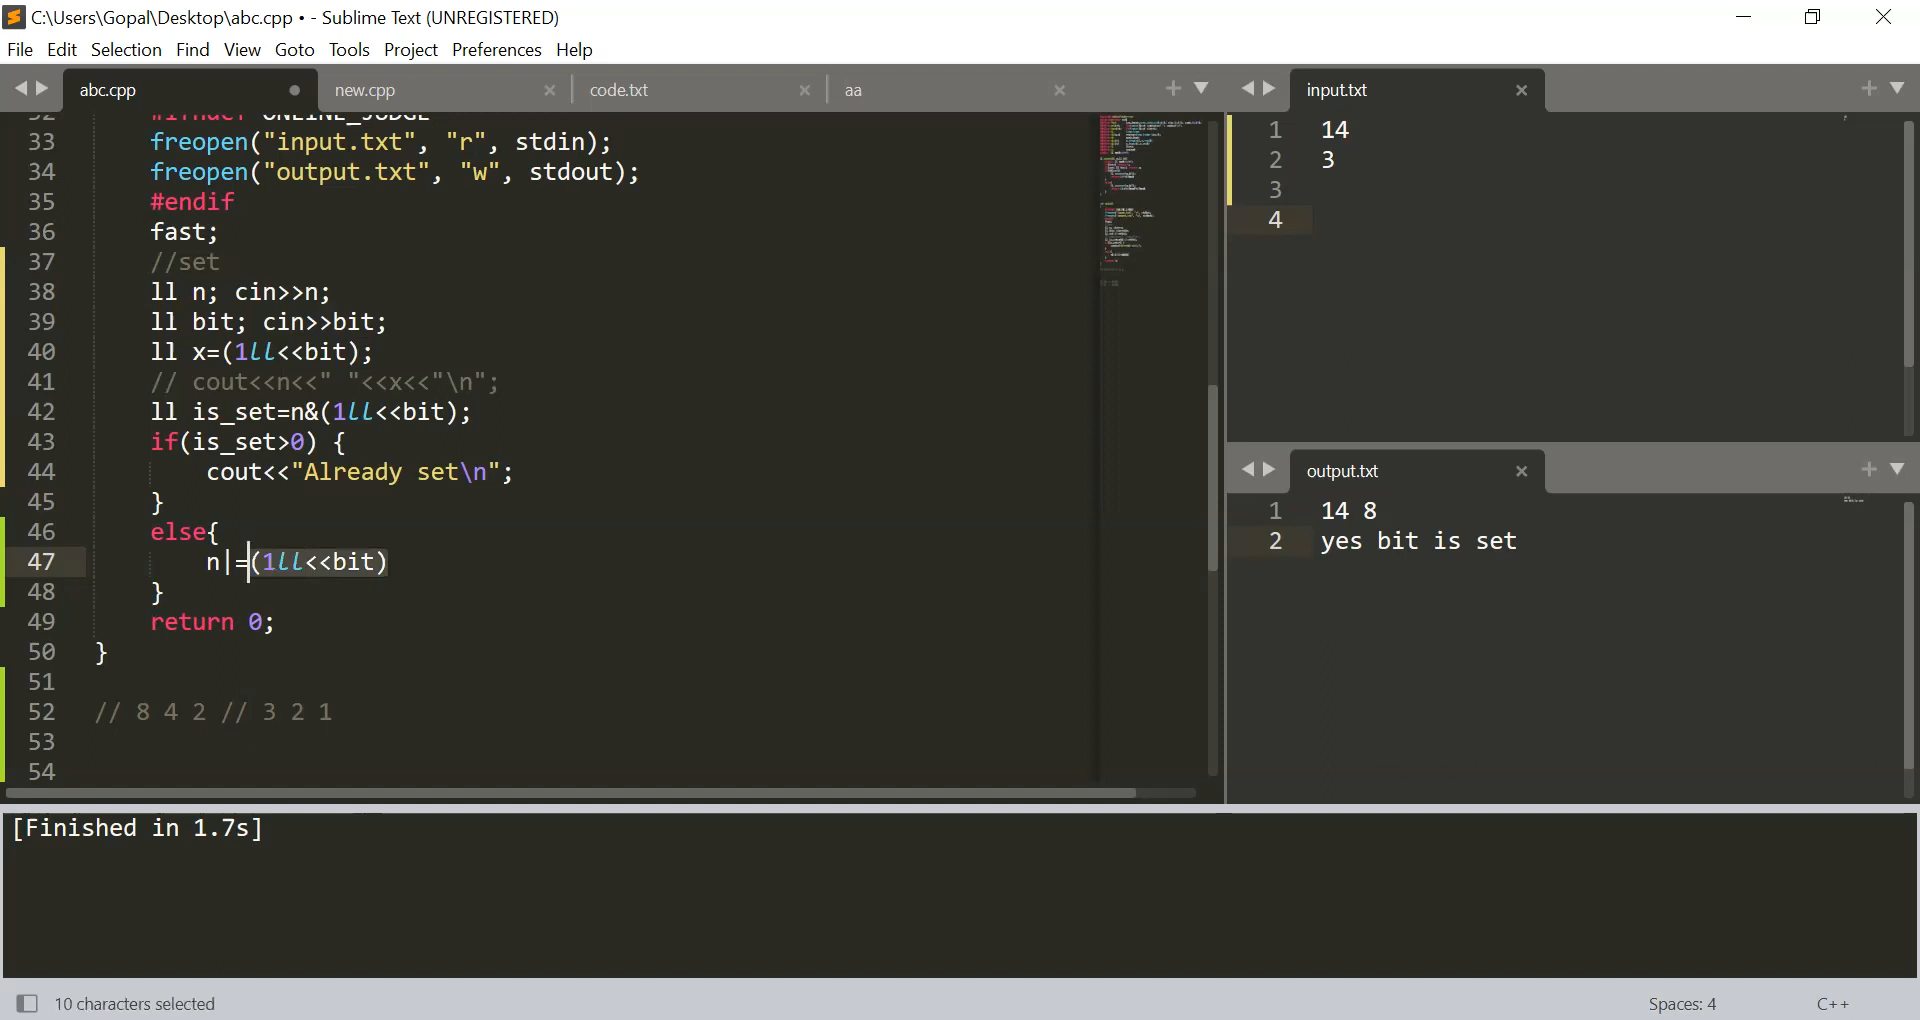 C:\Users\Gopal\Desktop\abc.cpp • - Sublime Text (UNREGISTERED)
File Edit Selection Find View Goto Tools Project Preferences Help
abc.cpp new.cpp code.txt aa
32 #ifndef ONLINE_JUDGE
33 freopen("input.txt", "r", stdin);
34 freopen("output.txt", "w", stdout);
35 #endif
36 fast;
37 //set
38 ll n; cin>>n;
39 ll bit; cin>>bit;
40 ll x=(1ll<<bit);
41 // cout<<n<<" "<<x<<"\n";
42 ll is_set=n&(1ll<<bit);
43 if(is_set>0) {
44 cout<<"Already set\n";
45 }
46 else{
47 n|=(1ll<<bit)
48 }
49 return 0;
50 }
51
52 // 8 4 2 // 3 2 1
53
54
input.txt
1 14
2 3
3
4
output.txt
1 14 8
2 yes bit is set
[Finished in 1.7s]
10 characters selected
Spaces: 4
C++